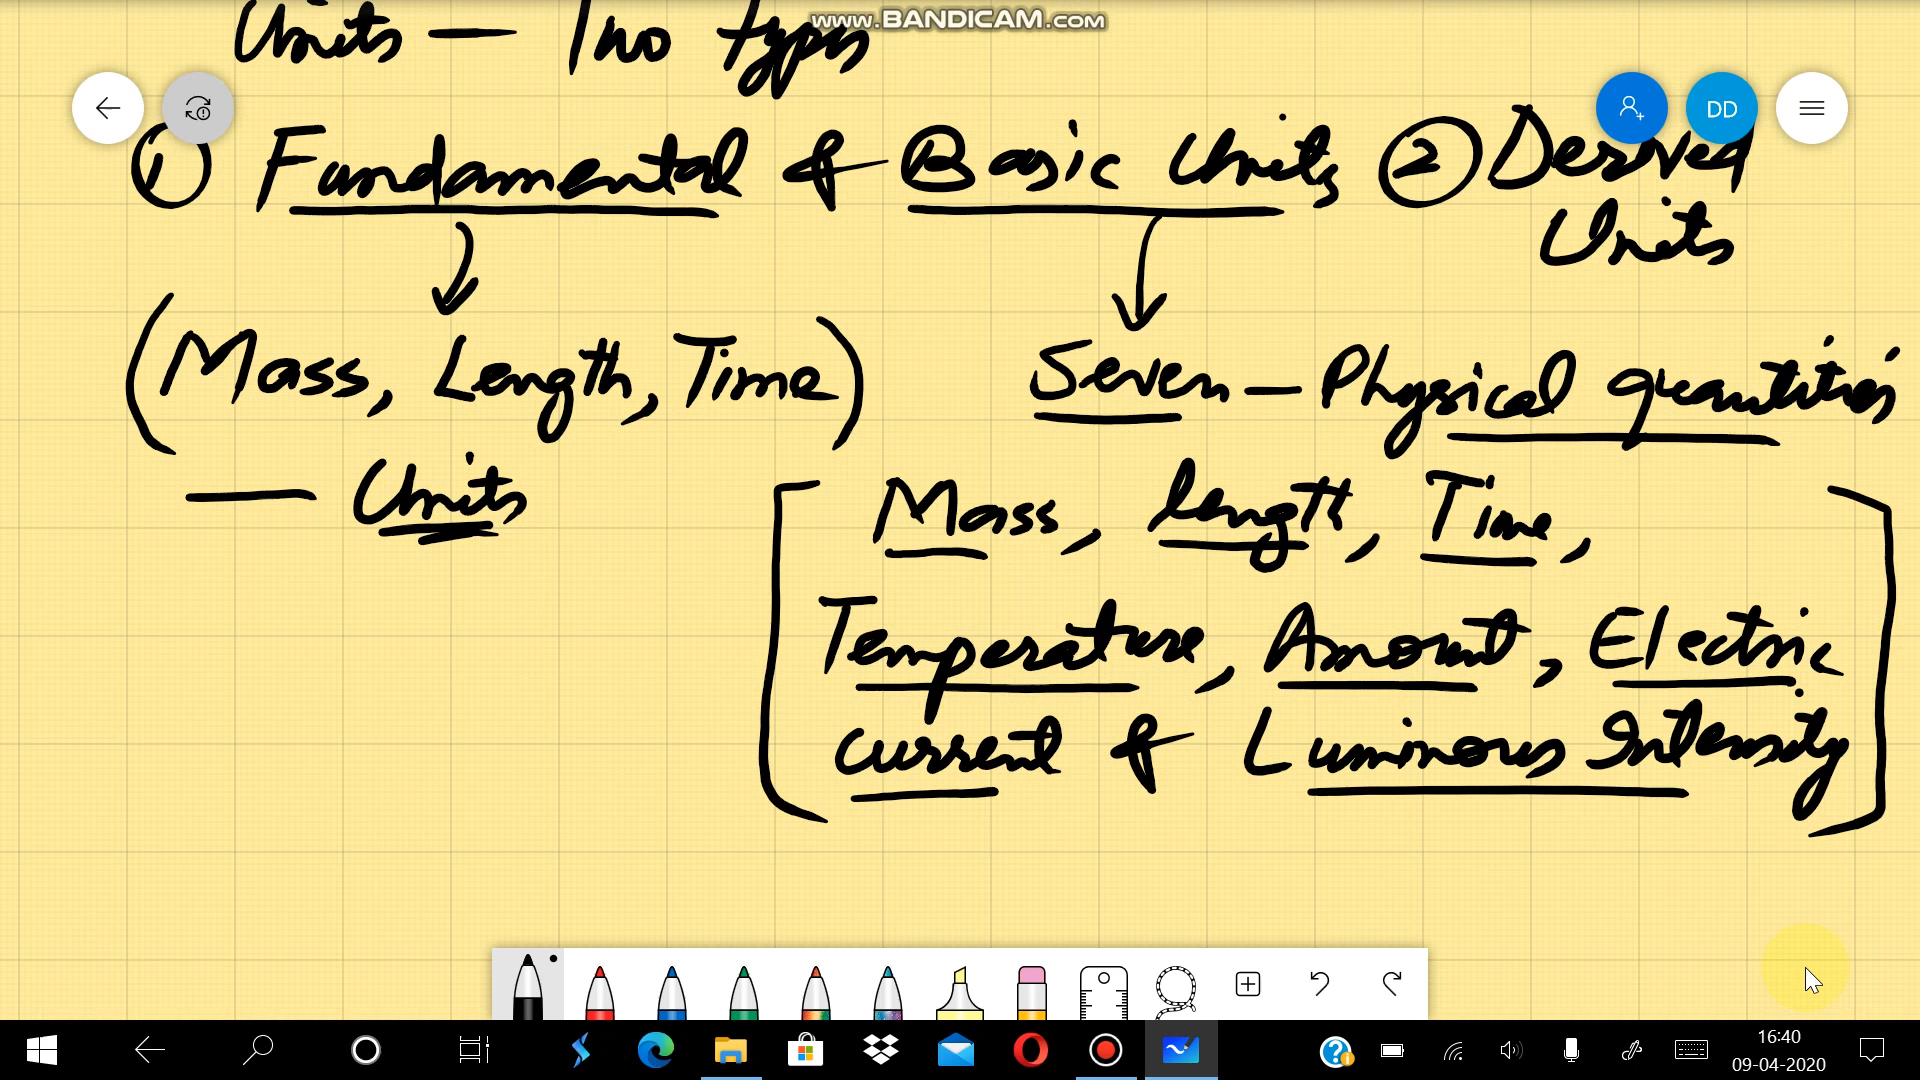 www.BANDICAM.com
Units — Two types
DD
① Fundamental & Basic Units ② Derived Units
(Mass, Length, Time) — Units
Seven — Physical quantities
[Mass, length, Time,
Temperature, Amount, Electric
current & Luminous Intensity]
16:40
09-04-2020